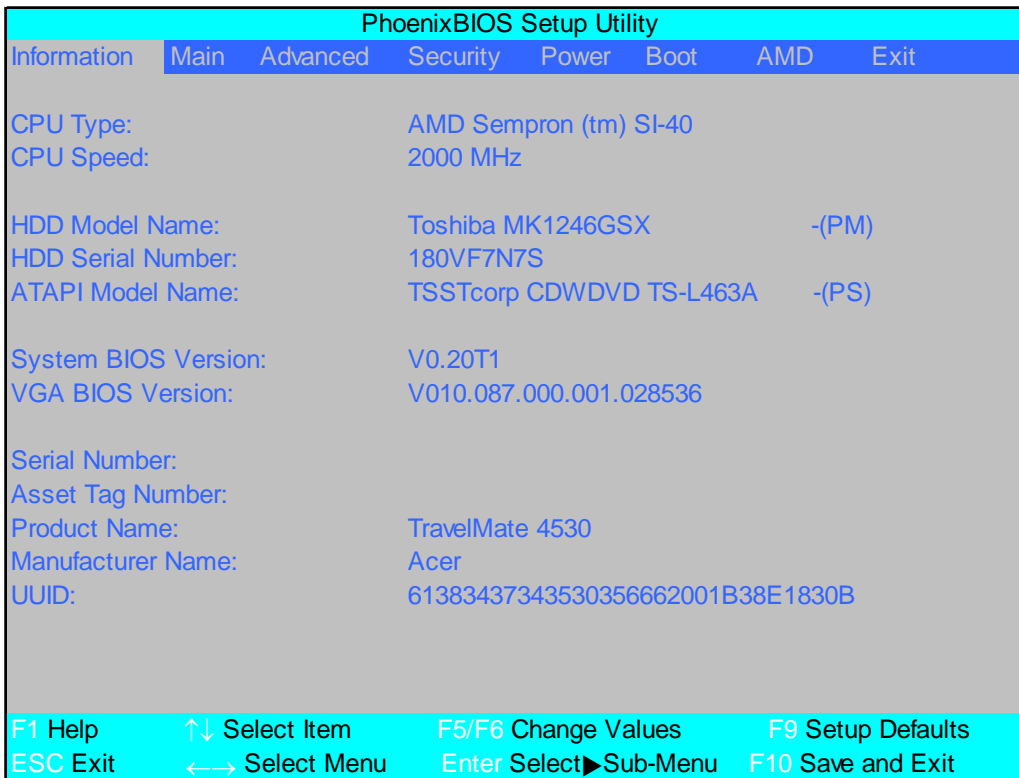 PhoenixBIOS Setup Utility
Information Main Advanced Security Power Boot AMD Exit
CPU Type: AMD Sempron (tm) SI-40
CPU Speed: 2000 MHz
HDD Model Name: Toshiba MK1246GSX -(PM)
HDD Serial Number: 180VF7N7S
ATAPI Model Name: TSSTcorp CDWDVD TS-L463A -(PS)
System BIOS Version: V0.20T1
VGA BIOS Version: V010.087.000.001.028536
Serial Number:
Asset Tag Number:
Product Name: TravelMate 4530
Manufacturer Name: Acer
UUID: 61383437343530356662001B38E1830B
F1 Help ↑↓ Select Item F5/F6 Change Values F9 Setup Defaults
ESC Exit ←→ Select Menu Enter Select▶Sub-Menu F10 Save and Exit